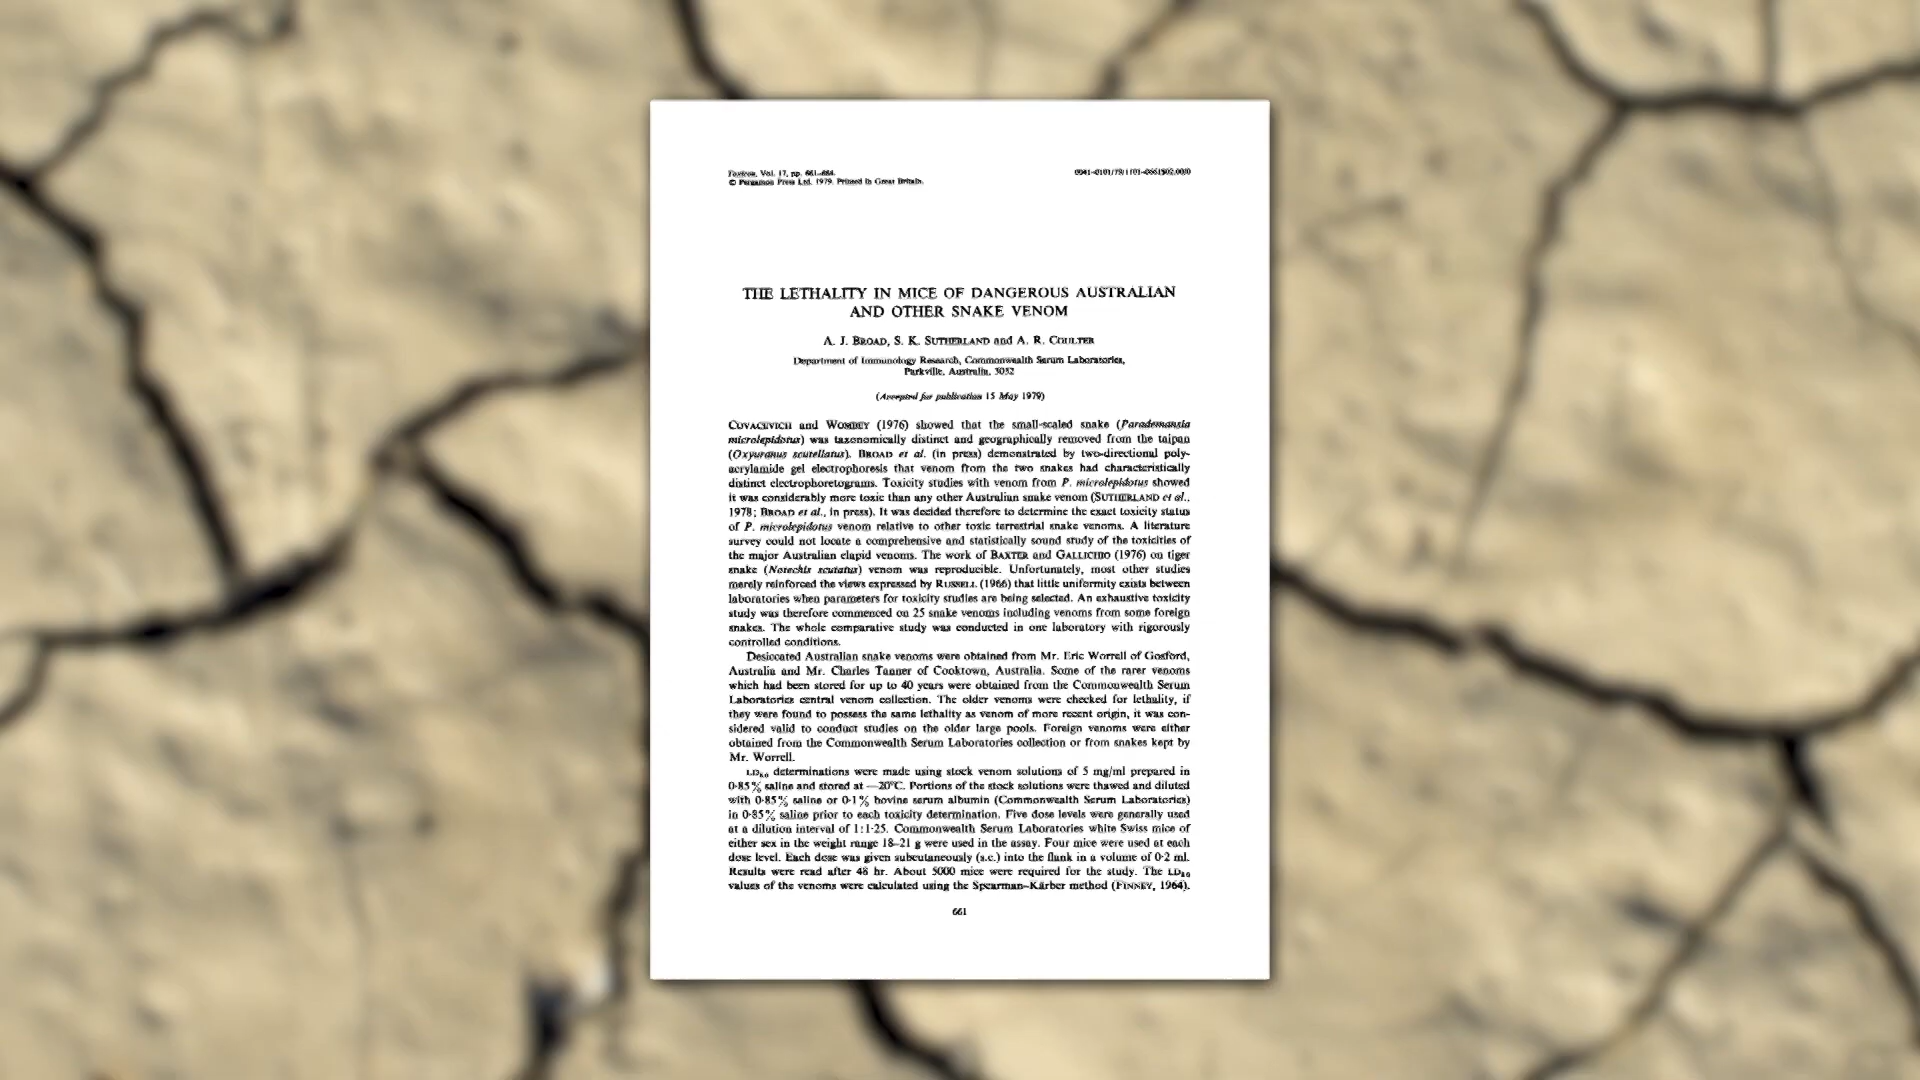 Toxicon, Vol. 17, pp. 661–664.
© Pergamon Press Ltd. 1979. Printed in Great Britain.
0041–0101/79/1101–0661$02.00/0
THE LETHALITY IN MICE OF DANGEROUS AUSTRALIAN
AND OTHER SNAKE VENOM
A. J. BROAD, S. K. SUTHERLAND and A. R. COULTER
Department of Immunology Research, Commonwealth Serum Laboratories,
Parkville, Australia, 3052
(Accepted for publication 15 May 1979)
COVACEVICH and WOMBEY (1976) showed that the small-scaled snake (Parademansia
microlepidotus) was taxonomically distinct and geographically removed from the taipan
(Oxyuranus scutellatus). BROAD et al. (in press) demonstrated by two-directional poly-
acrylamide gel electrophoresis that venom from the two snakes had characteristically
distinct electrophoretograms. Toxicity studies with venom from P. microlepidotus showed
it was considerably more toxic than any other Australian snake venom (SUTHERLAND et al.,
1978; BROAD et al., in press). It was decided therefore to determine the exact toxicity status
of P. microlepidotus venom relative to other toxic terrestrial snake venoms. A literature
survey could not locate a comprehensive and statistically sound study of the toxicities of
the major Australian elapid venoms. The work of BAXTER and GALLICHIO (1976) on tiger
snake (Notechis scutatus) venom was reproducible. Unfortunately, most other studies
merely reinforced the views expressed by RUSSELL (1966) that little uniformity exists between
laboratories when parameters for toxicity studies are being selected. An exhaustive toxicity
study was therefore commenced on 25 snake venoms including venoms from some foreign
snakes. The whole comparative study was conducted in one laboratory with rigorously
controlled conditions.
Desiccated Australian snake venoms were obtained from Mr. Eric Worrell of Gosford,
Australia and Mr. Charles Tanner of Cooktown, Australia. Some of the rarer venoms
which had been stored for up to 40 years were obtained from the Commonwealth Serum
Laboratories central venom collection. The older venoms were checked for lethality, if
they were found to possess the same lethality as venom of more recent origin, it was con-
sidered valid to conduct studies on the older large pools. Foreign venoms were either
obtained from the Commonwealth Serum Laboratories collection or from snakes kept by
Mr. Worrell.
LD₅₀ determinations were made using stock venom solutions of 5 mg/ml prepared in
0·85% saline and stored at —20°C. Portions of the stock solutions were thawed and diluted
with 0·85% saline or 0·1% bovine serum albumin (Commonwealth Serum Laboratories)
in 0·85% saline prior to each toxicity determination. Five dose levels were generally used
at a dilution interval of 1:1·25. Commonwealth Serum Laboratories white Swiss mice of
either sex in the weight range 18–21 g were used in the assay. Four mice were used at each
dose level. Each dose was given subcutaneously (s.c.) into the flank in a volume of 0·2 ml.
Results were read after 48 hr. About 5000 mice were required for the study. The LD₅₀
values of the venoms were calculated using the Spearman–Kärber method (FINNEY, 1964).
661